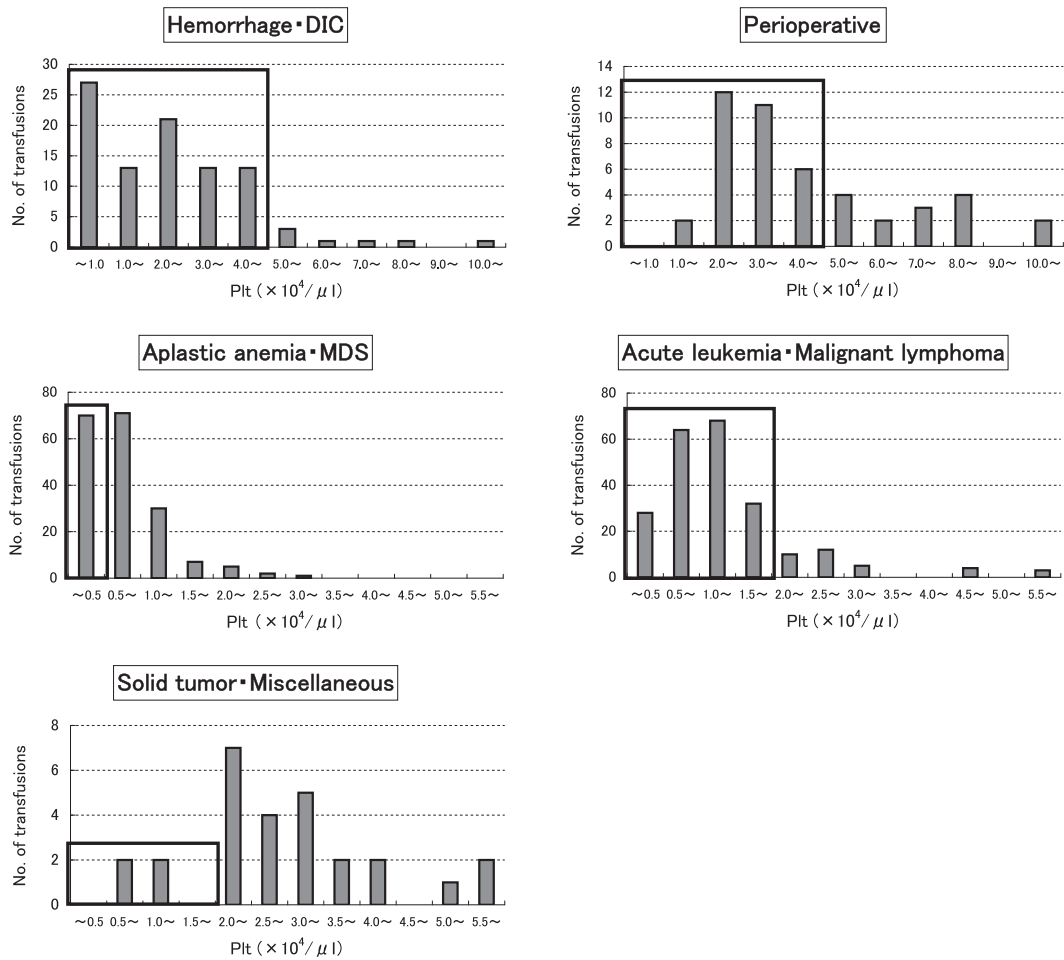 Hemorrhage・DIC
No. of transfusions
30
25
20
15
10
5
0
～1.0 1.0～ 2.0～ 3.0～ 4.0～ 5.0～ 6.0～ 7.0～ 8.0～ 9.0～ 10.0～
Plt (×10⁴/μl)
Perioperative
No. of transfusions
14
12
10
8
6
4
2
0
～1.0 1.0～ 2.0～ 3.0～ 4.0～ 5.0～ 6.0～ 7.0～ 8.0～ 9.0～ 10.0～
Plt (×10⁴/μl)
Aplastic anemia・MDS
No. of transfusions
80
60
40
20
0
～0.5 0.5～ 1.0～ 1.5～ 2.0～ 2.5～ 3.0～ 3.5～ 4.0～ 4.5～ 5.0～ 5.5～
Plt (×10⁴/μl)
Acute leukemia・Malignant lymphoma
No. of transfusions
80
60
40
20
0
～0.5 0.5～ 1.0～ 1.5～ 2.0～ 2.5～ 3.0～ 3.5～ 4.0～ 4.5～ 5.0～ 5.5～
Plt (×10⁴/μl)
Solid tumor・Miscellaneous
No. of transfusions
8
6
4
2
0
～0.5 0.5～ 1.0～ 1.5～ 2.0～ 2.5～ 3.0～ 3.5～ 4.0～ 4.5～ 5.0～ 5.5～
Plt (×10⁴/μl)